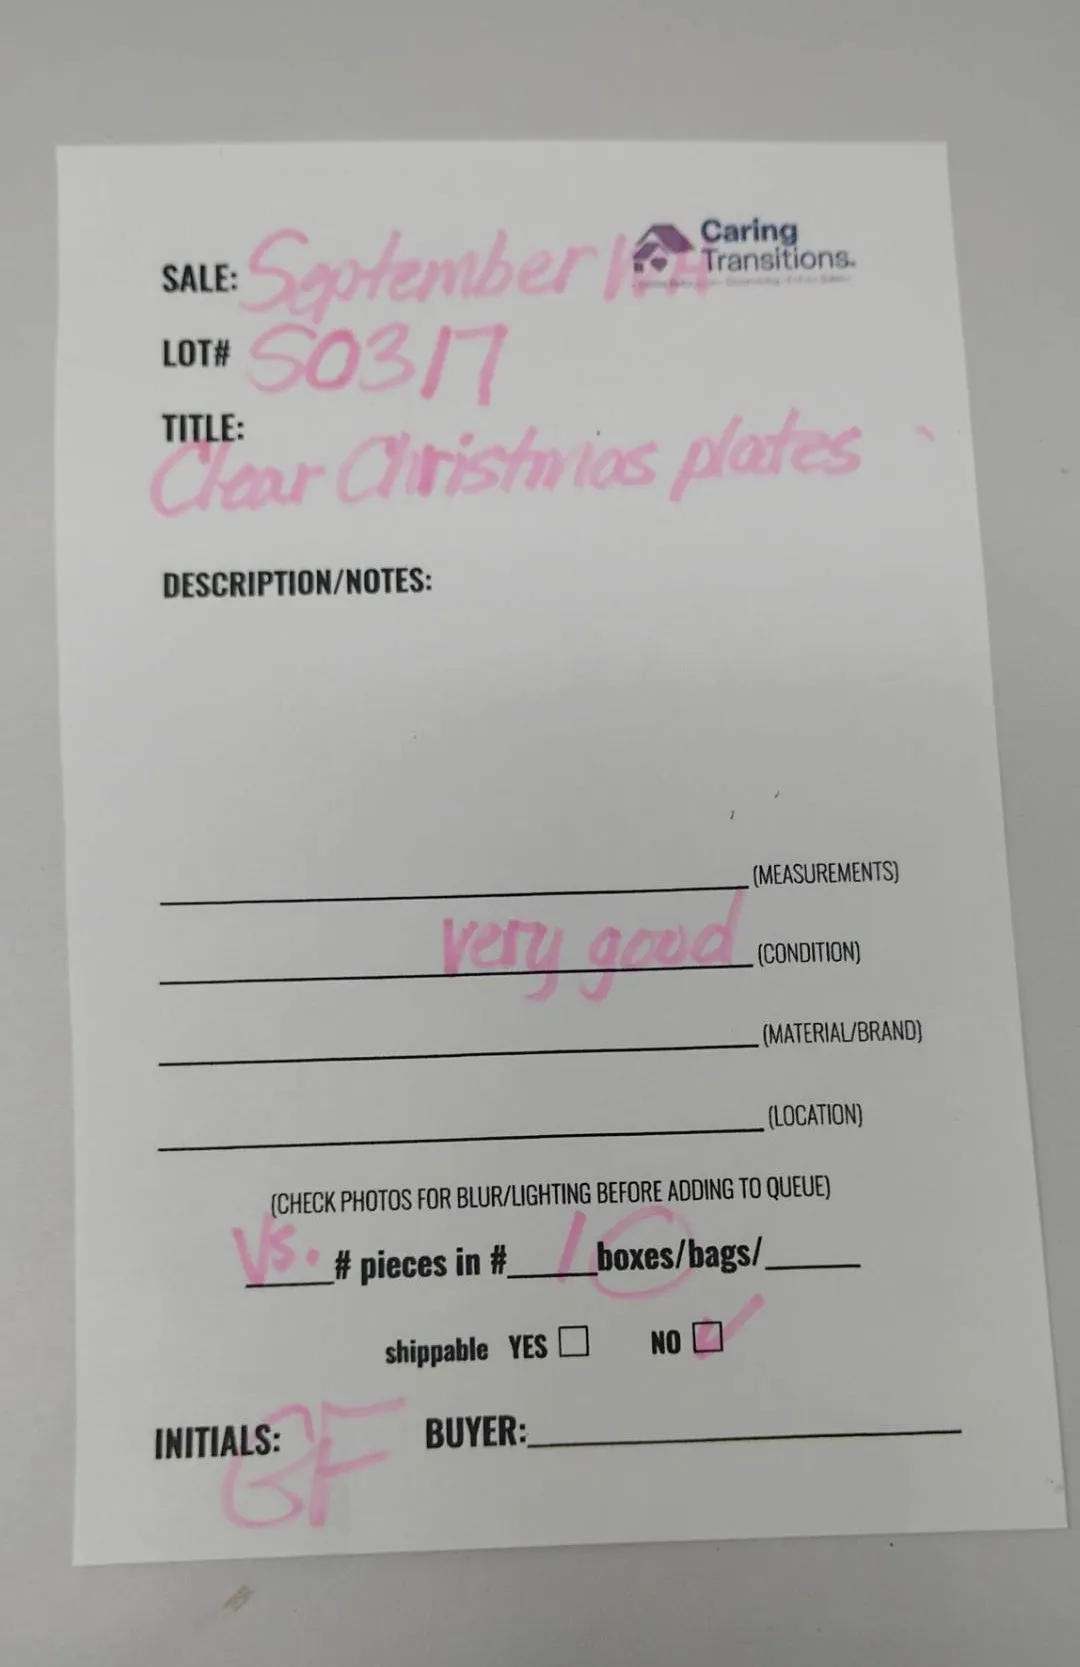 Caring
Transitions.
SALE: September 11th
LOT# S0317
TITLE:
Clear Christmas plates
DESCRIPTION/NOTES:
(MEASUREMENTS)
very good (CONDITION)
(MATERIAL/BRAND)
(LOCATION)
(CHECK PHOTOS FOR BLUR/LIGHTING BEFORE ADDING TO QUEUE)
Vs. # pieces in # 1 boxes/bags/
shippable YES NO
INITIALS: GF BUYER: